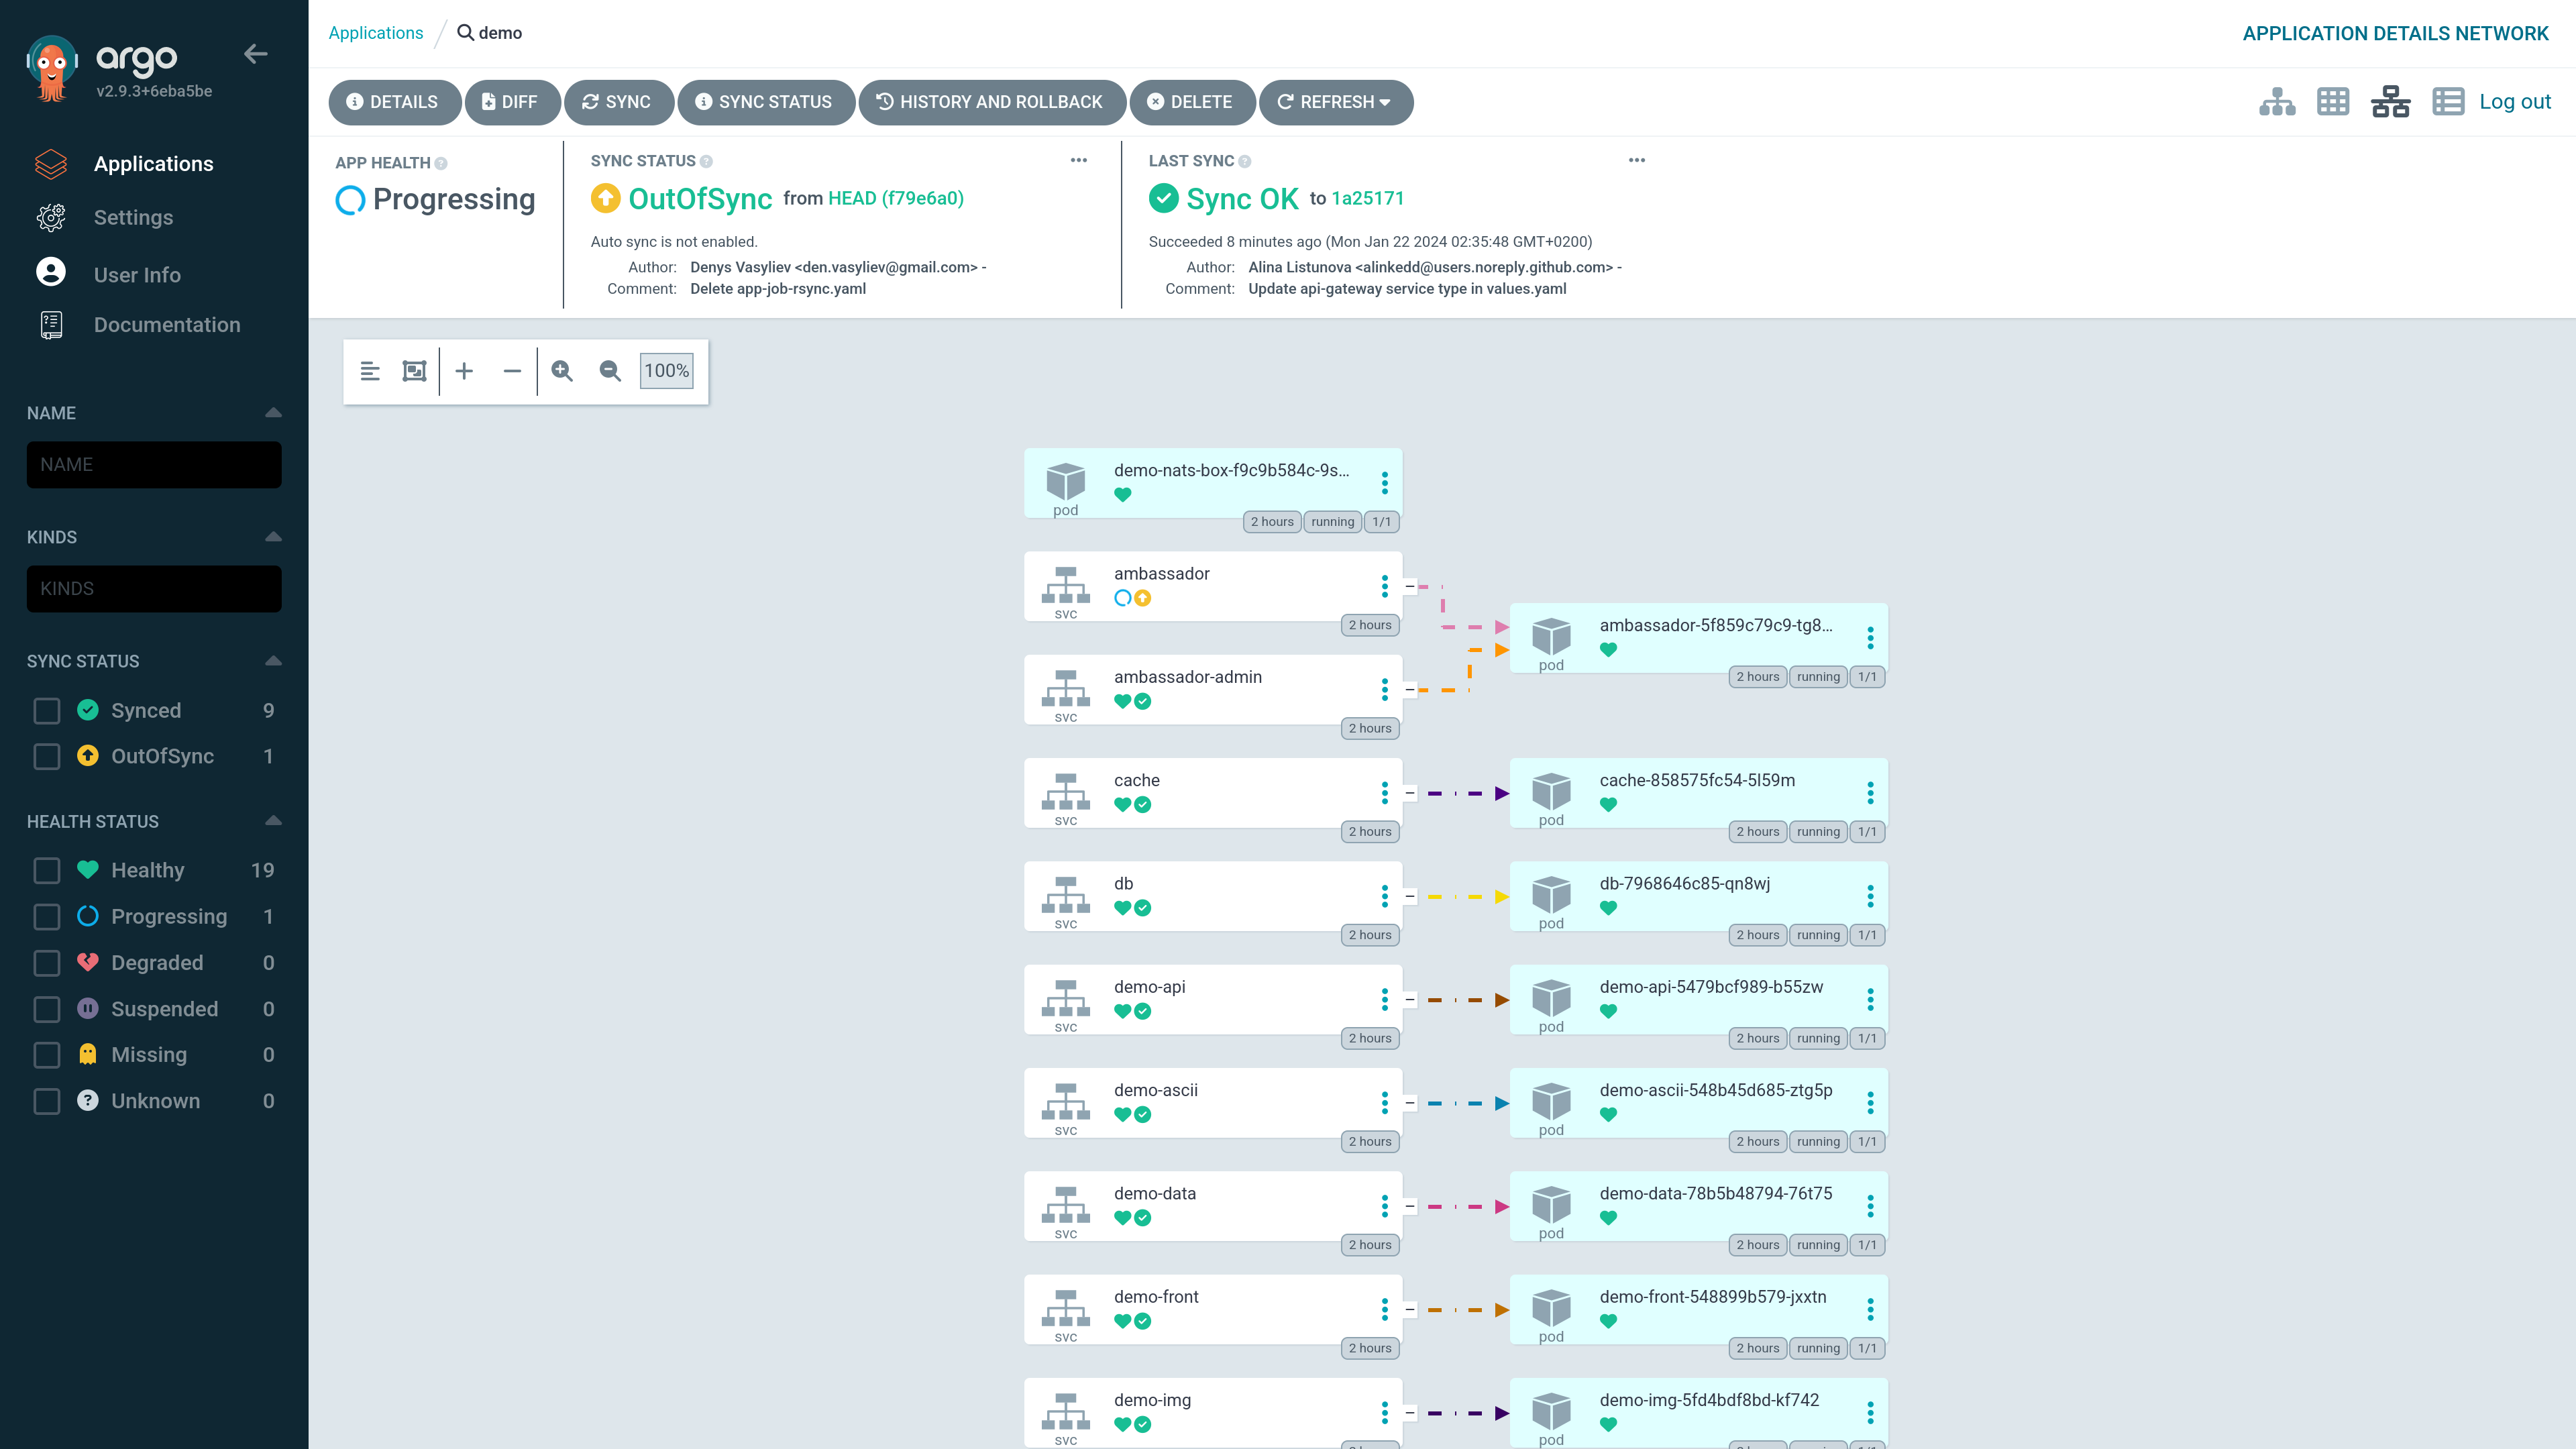 argo
v2.9.3+6eba5be
Applications
Settings
User Info
Documentation
NAME
NAME
KINDS
KINDS
SYNC STATUS
Synced 9
OutOfSync 1
HEALTH STATUS
Healthy 19
Progressing 1
Degraded 0
Suspended 0
Missing 0
Unknown 0
Applications / demo
APPLICATION DETAILS NETWORK
DETAILS DIFF SYNC SYNC STATUS HISTORY AND ROLLBACK DELETE REFRESH
Log out
APP HEALTH
Progressing
SYNC STATUS
OutOfSync from HEAD (f79e6a0)
Auto sync is not enabled.
Author: Denys Vasyliev <den.vasyliev@gmail.com> -
Comment: Delete app-job-rsync.yaml
LAST SYNC
Sync OK to 1a25171
Succeeded 8 minutes ago (Mon Jan 22 2024 02:35:48 GMT+0200)
Author: Alina Listunova <alinkedd@users.noreply.github.com> -
Comment: Update api-gateway service type in values.yaml
100%
demo-nats-box-f9c9b584c-9s...
pod
2 hours running 1/1
ambassador
svc
2 hours
ambassador-5f859c79c9-tg8...
pod
2 hours running 1/1
ambassador-admin
svc
2 hours
cache
svc
2 hours
cache-858575fc54-5l59m
pod
2 hours running 1/1
db
svc
2 hours
db-7968646c85-qn8wj
pod
2 hours running 1/1
demo-api
svc
2 hours
demo-api-5479bcf989-b55zw
pod
2 hours running 1/1
demo-ascii
svc
2 hours
demo-ascii-548b45d685-ztg5p
pod
2 hours running 1/1
demo-data
svc
2 hours
demo-data-78b5b48794-76t75
pod
2 hours running 1/1
demo-front
svc
2 hours
demo-front-548899b579-jxxtn
pod
2 hours running 1/1
demo-img
svc
demo-img-5fd4bdf8bd-kf742
pod